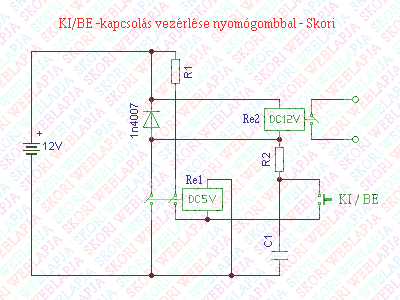 KI/BE -kapcsolás vezérlése nyomógombbal - Skori
R1
1n4007
Re2
DC12V
+
12V
R2
Re1
DC5V
KI / BE
C1